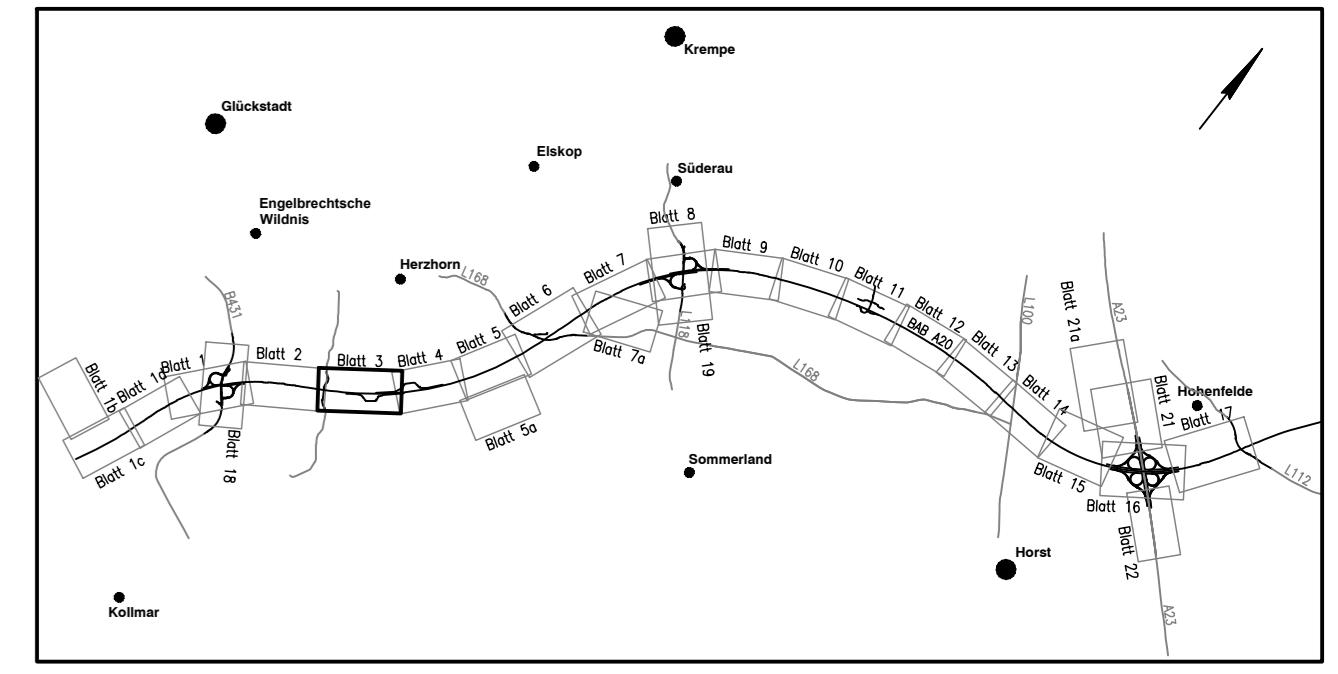 Krempe
Glückstadt
Elskop
Süderau
Engelbrechtsche
Wildnis
Herzhorn
L168
B431
Blatt 8
Blatt 9
Blatt 10
Blatt 11
Blatt 12
BAB A20
Blatt 13
Blatt 14
Blatt 7
Blatt 6
Blatt 5
Blatt 4
Blatt 3
Blatt 2
Blatt 1
Blatt 1a
Blatt 1b
Blatt 1c
Blatt 18
Blatt 5a
Blatt 7a
L118
Blatt 19
L168
L100
Blatt 21a
A23
Blatt 21
Hohenfelde
Blatt 17
L112
Blatt 15
Blatt 16
Blatt 22
A23
Sommerland
Horst
Kollmar